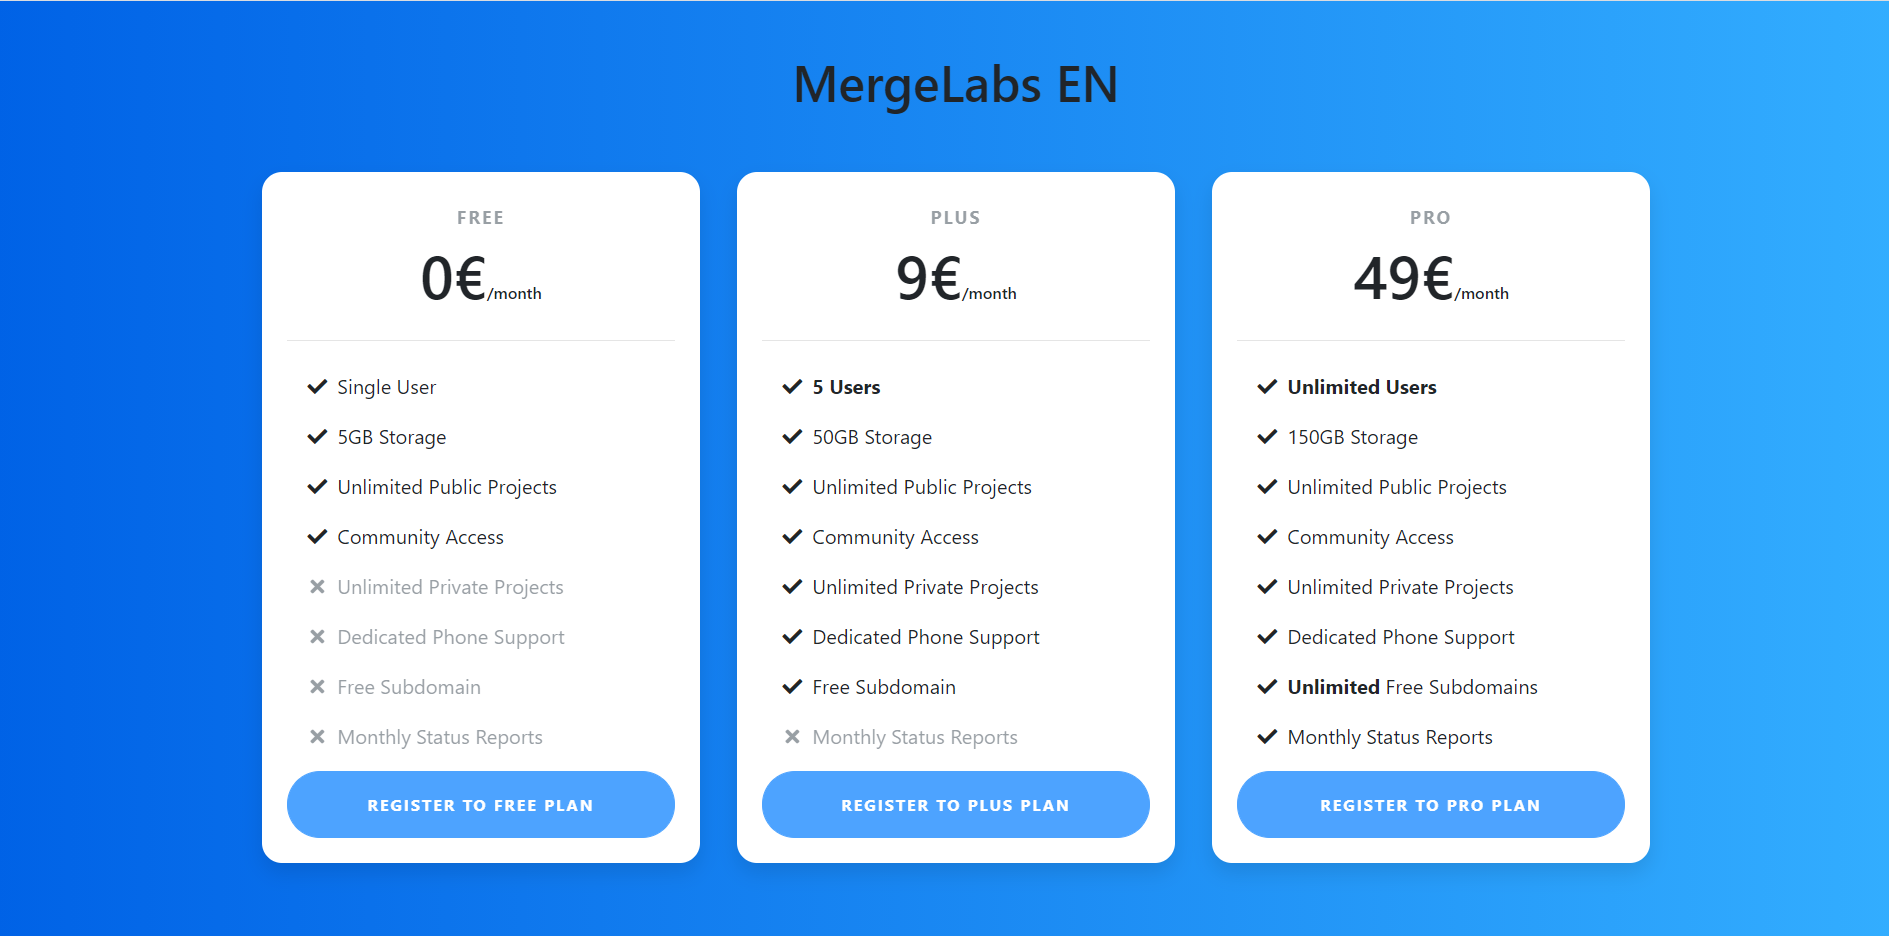 MergeLabs EN
FREE
0€/month
Single User
5GB Storage
Unlimited Public Projects
Community Access
Unlimited Private Projects
Dedicated Phone Support
Free Subdomain
Monthly Status Reports
REGISTER TO FREE PLAN
PLUS
9€/month
5 Users
50GB Storage
Unlimited Public Projects
Community Access
Unlimited Private Projects
Dedicated Phone Support
Free Subdomain
Monthly Status Reports
REGISTER TO PLUS PLAN
PRO
49€/month
Unlimited Users
150GB Storage
Unlimited Public Projects
Community Access
Unlimited Private Projects
Dedicated Phone Support
Unlimited Free Subdomains
Monthly Status Reports
REGISTER TO PRO PLAN